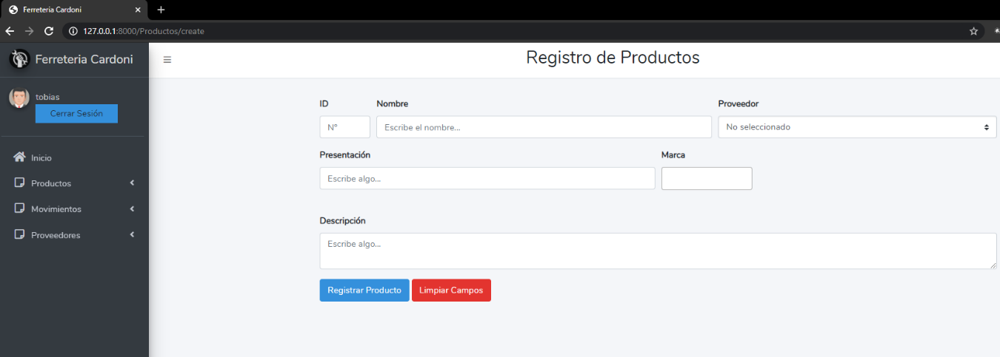 Ferreteria Cardoni
127.0.0.1:8000/Productos/create
Ferreteria Cardoni
Registro de Productos
tobias
Cerrar Sesión
Inicio
Productos
Movimientos
Proveedores
ID Nombre Proveedor
N° Escribe el nombre... No seleccionado
Presentación Marca
Escribe algo...
Descripción
Escribe algo...
Registrar Producto Limpiar Campos